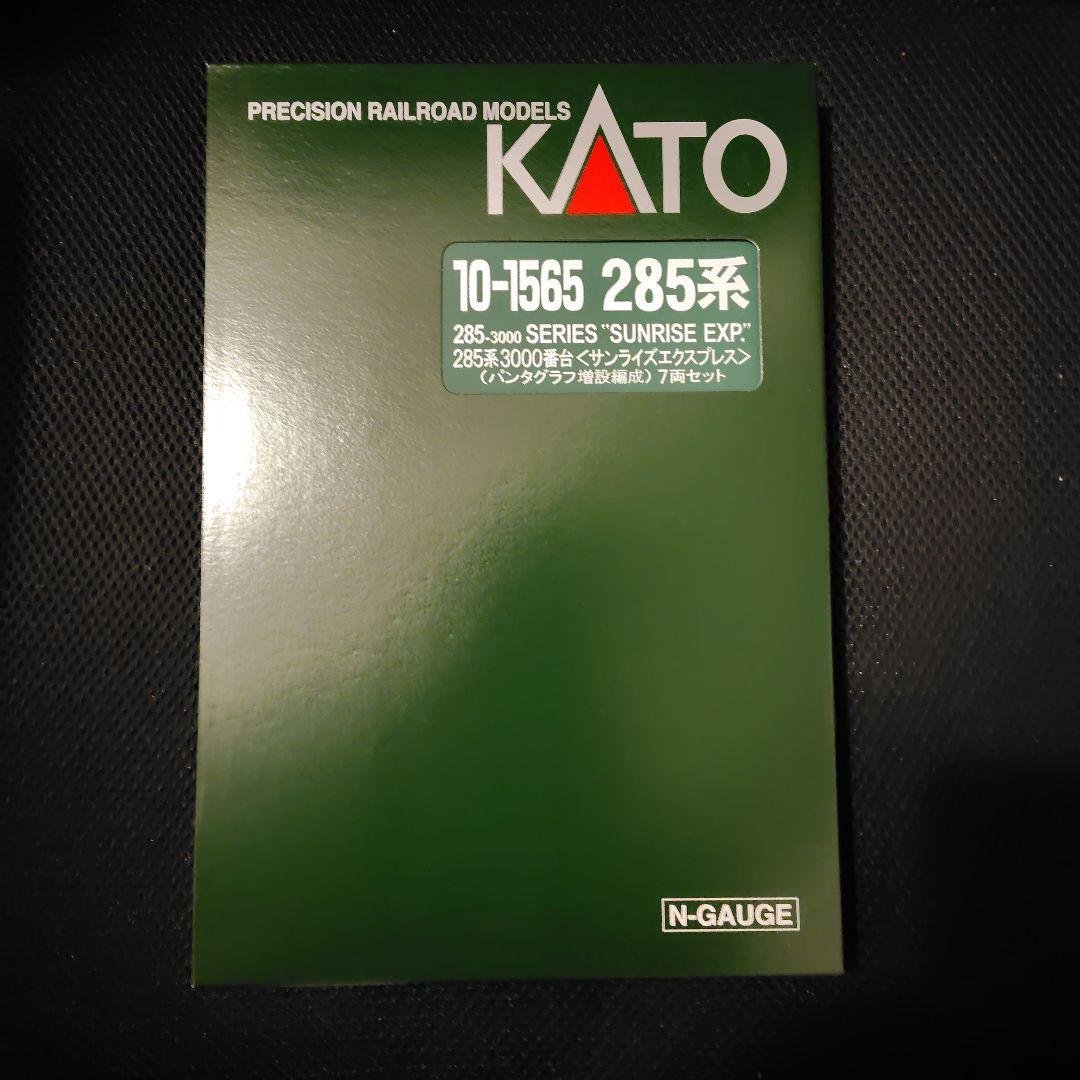 PRECISION RAILROAD MODELS
KATO
10-1565 285系
285-3000 SERIES "SUNRISE EXP."
285系3000番台<サンライズエクスプレス>
(パンタグラフ増設編成) 7両セット
N-GAUGE